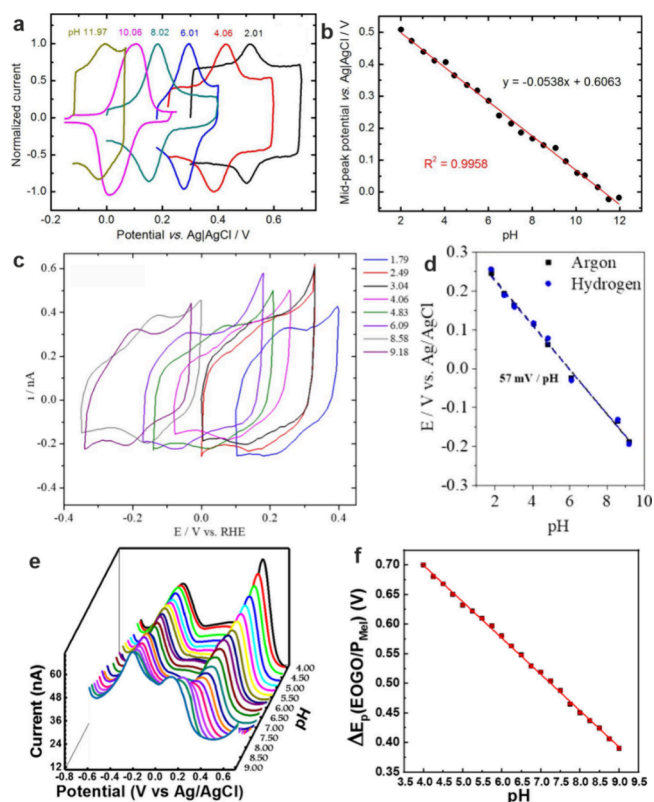 a
pH 11.97 10.06 8.02 6.01 4.06 2.01
1.0
0.5
0.0
-0.5
-1.0
Normalized current
-0.2 0.0 0.2 0.4 0.6
Potential vs. Ag|AgCl / V
b
0.5
0.4
0.3
0.2
0.1
0.0
Mid-peak potential vs. Ag|AgCl / V
y = -0.0538x + 0.6063
R² = 0.9958
2 3 4 5 6 7 8 9 10 11 12
pH
c
0.6
0.4
0.2
0.0
-0.2
-0.4
i / nA
-0.4 -0.2 0.0 0.2 0.4
E / V vs. RHE
1.79
2.49
3.04
4.06
4.83
6.09
8.58
9.18
d
0.3
0.2
0.1
0.0
-0.1
-0.2
-0.3
E / V vs. Ag/AgCl
Argon
Hydrogen
57 mV / pH
2 4 6 8 10
pH
e
60
48
36
24
12
Current (nA)
-0.8 -0.6 -0.4 -0.2 0.0 0.2 0.4 0.6
Potential (V vs Ag/AgCl)
4.00
4.50
5.00
5.50
6.00
6.50
7.00
7.50
8.00
8.50
9.00
pH
f
0.70
0.65
0.60
0.55
0.50
0.45
0.40
0.35
ΔEp(EOGO/PMel) (V)
3.5 4.0 4.5 5.0 5.5 6.0 6.5 7.0 7.5 8.0 8.5 9.0 9.5
pH